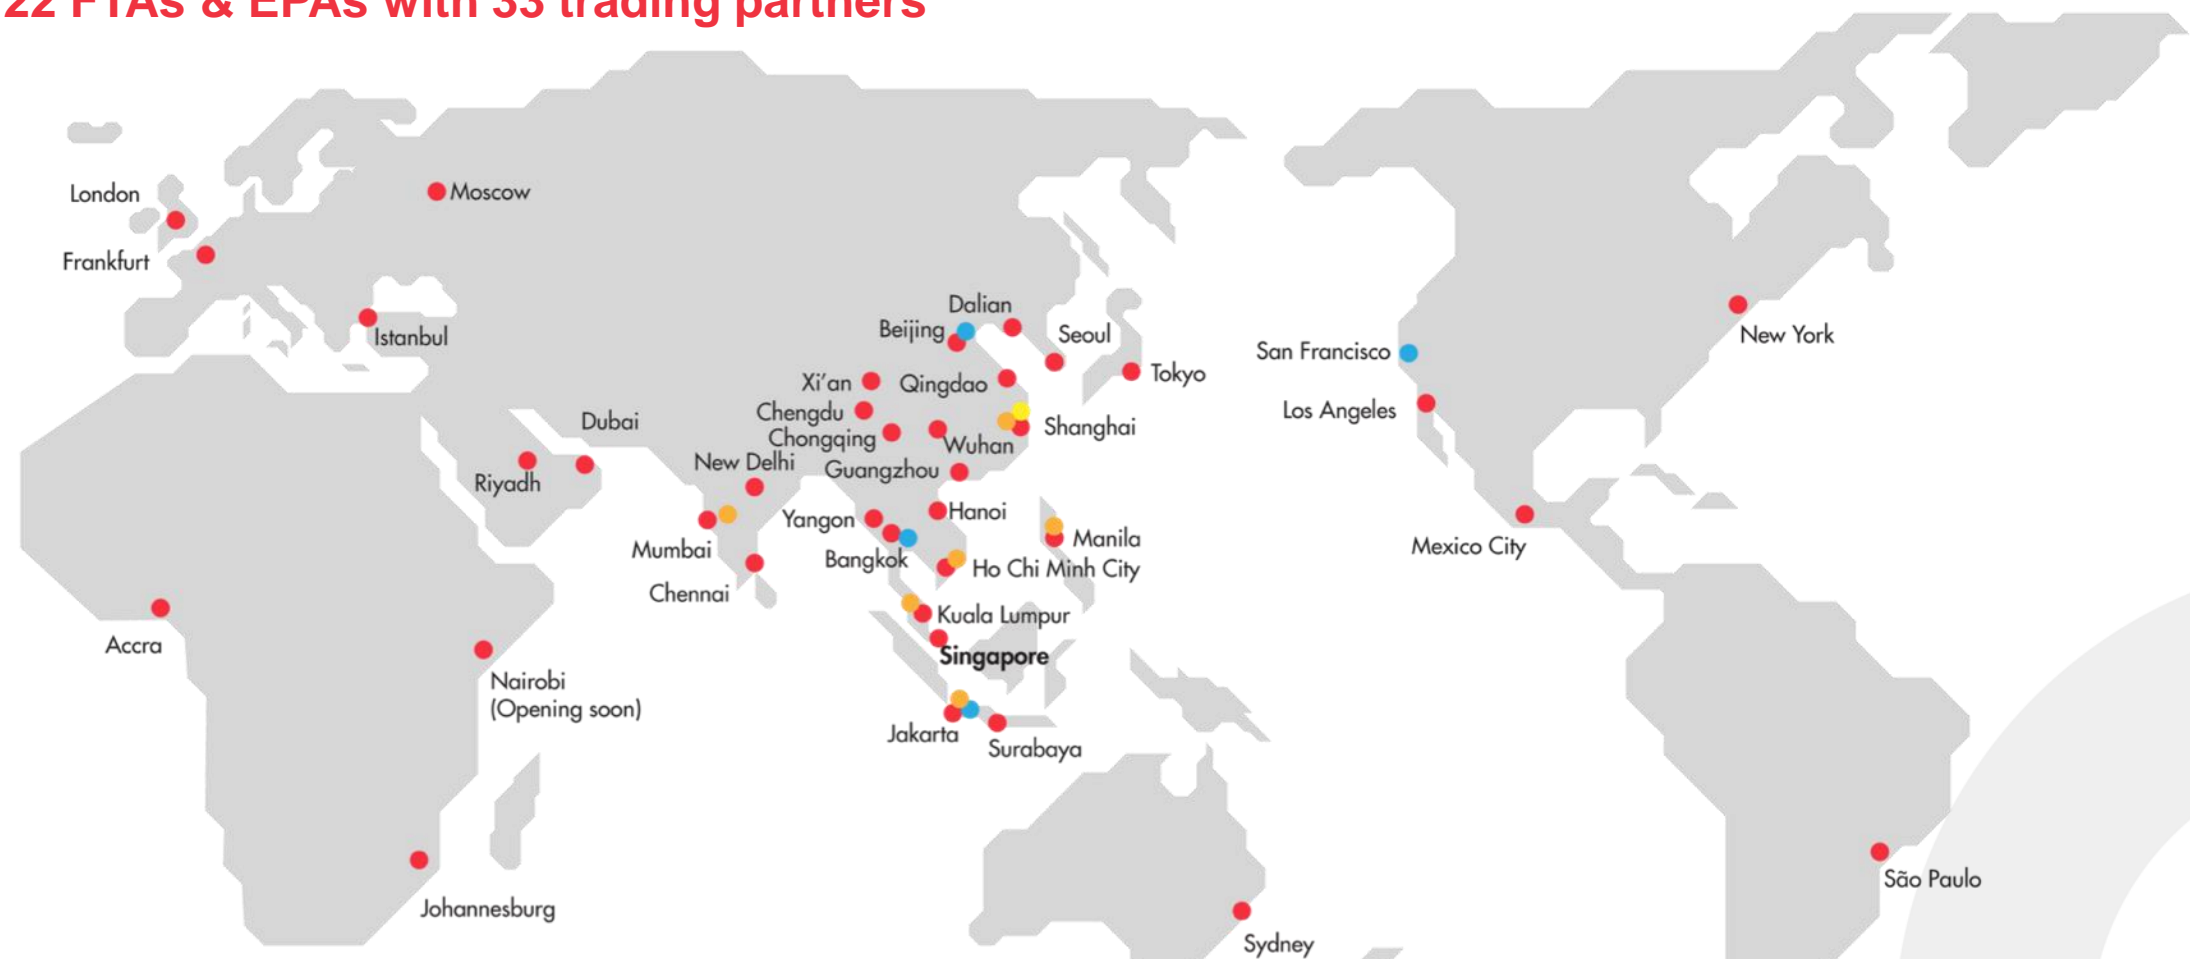 22 FTAs & EPAs with 33 trading partners
London
Moscow
Frankfurt
Istanbul
Dalian
Beijing
Seoul
Tokyo
Xi’an
Qingdao
Chengdu
Chongqing
Wuhan
Shanghai
Dubai
Riyadh
New Delhi
Guangzhou
Mumbai
Chennai
Yangon
Hanoi
Bangkok
Manila
Ho Chi Minh City
Kuala Lumpur
Singapore
Jakarta
Surabaya
Accra
Nairobi
(Opening soon)
Johannesburg
Sydney
San Francisco
Los Angeles
New York
Mexico City
São Paulo